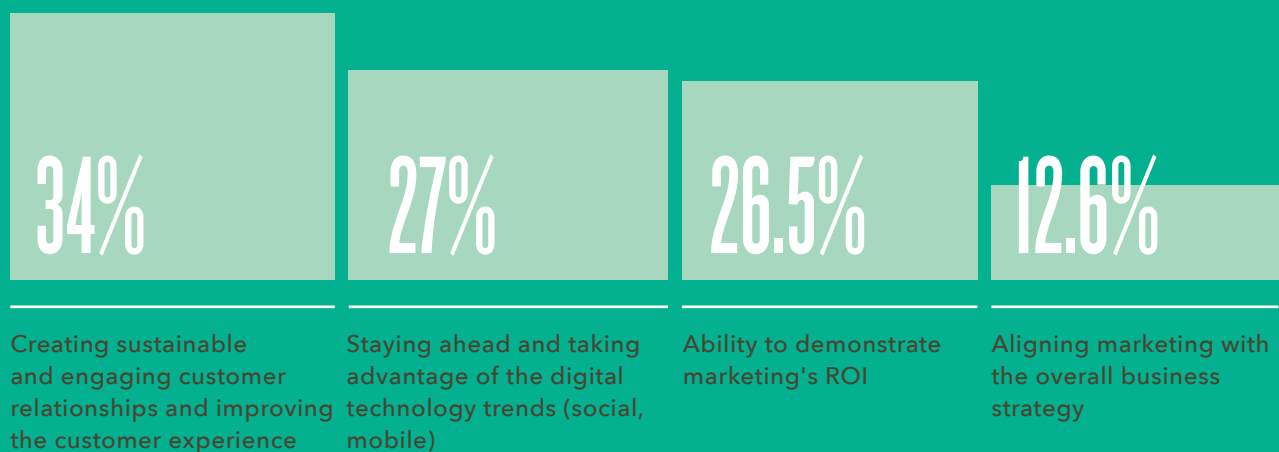 34%
27%
26.5%
12.6%
Creating sustainable
and engaging customer
relationships and improving
the customer experience
Staying ahead and taking
advantage of the digital
technology trends (social,
mobile)
Ability to demonstrate
marketing's ROI
Aligning marketing with
the overall business
strategy